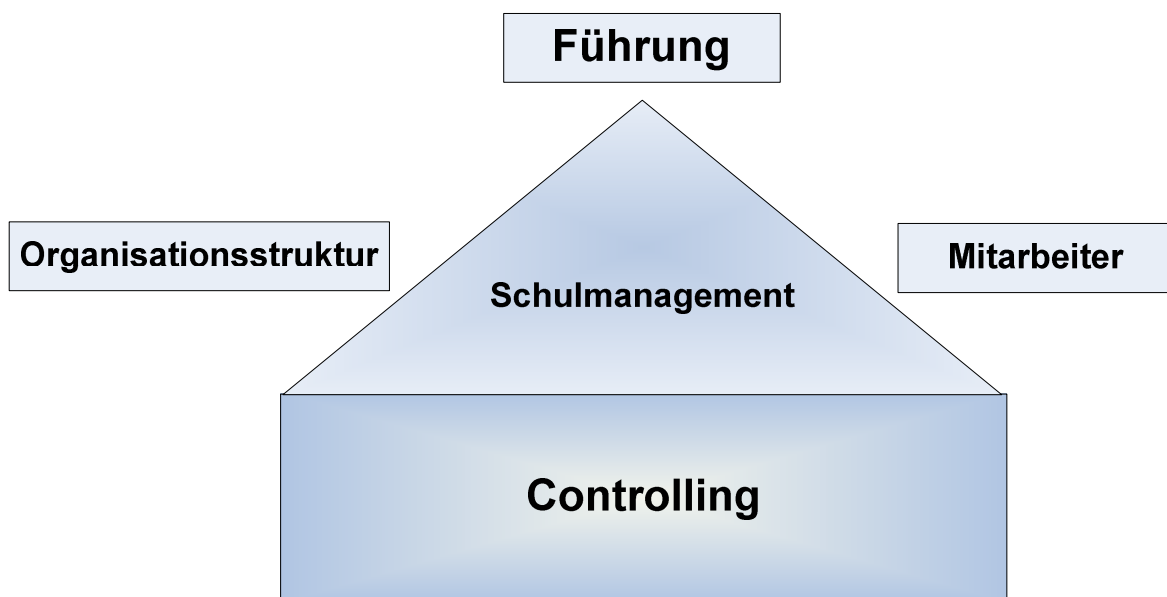 Führung
Organisationsstruktur
Mitarbeiter
Schulmanagement
Controlling